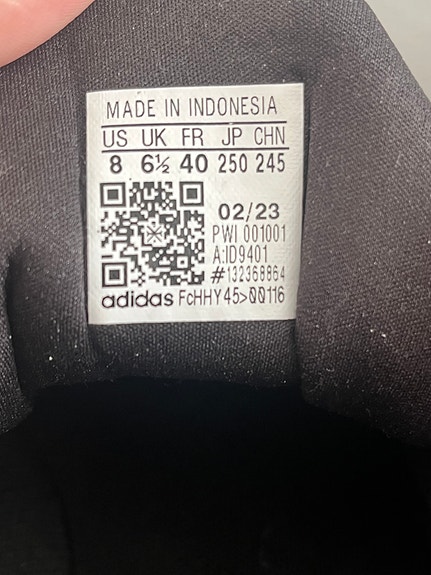 MADE IN INDONESIA
US UK FR JP CHN
8 6½ 40 250 245
02/23
PWI 001001
A:ID9401
#132368864
adidas FcHHY45>00116